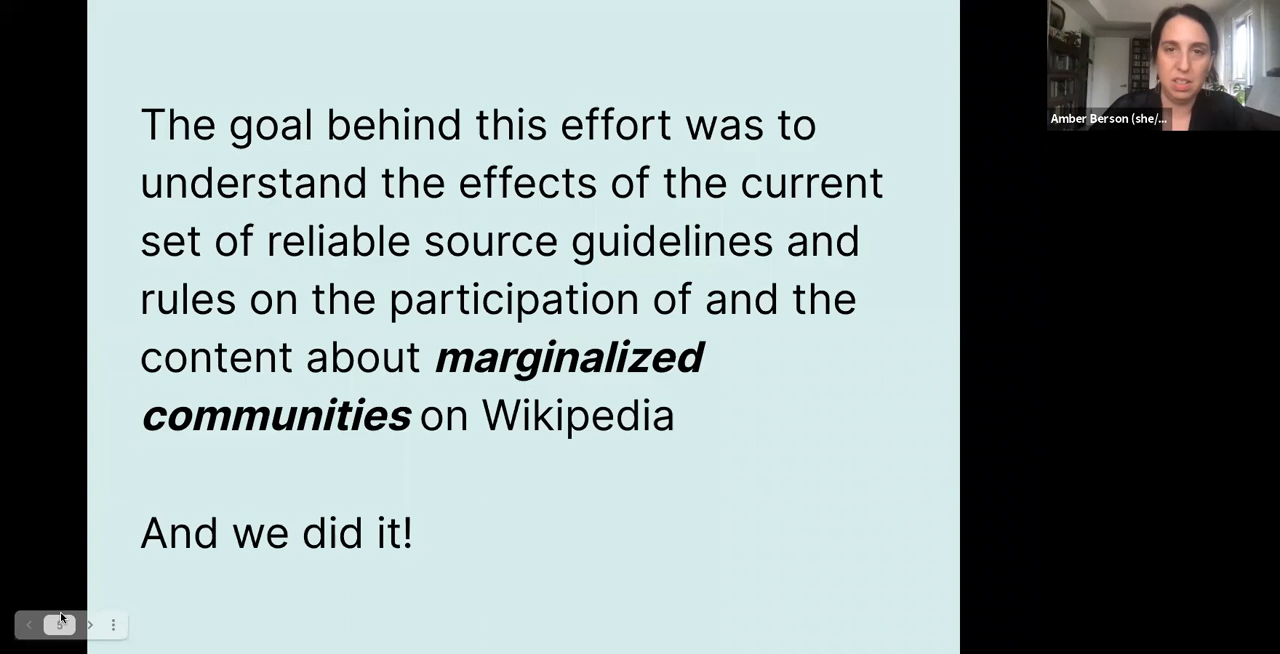 The goal behind this effort was to
understand the effects of the current
set of reliable source guidelines and
rules on the participation of and the
content about marginalized
communities on Wikipedia
And we did it!
Amber Berson (she/...